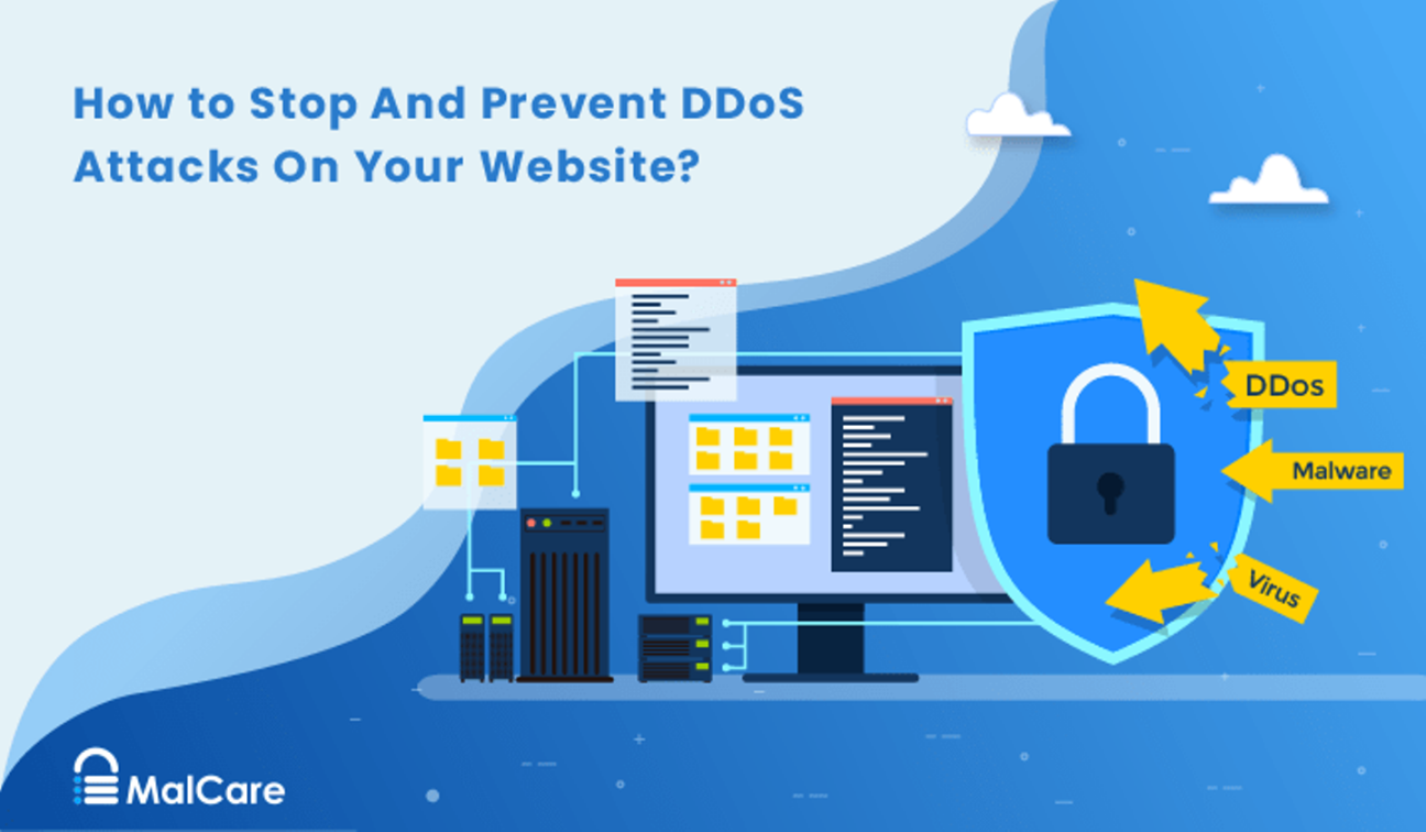 How to Stop And Prevent DDoS
Attacks On Your Website?
DDos
Malware
Virus
MalCare